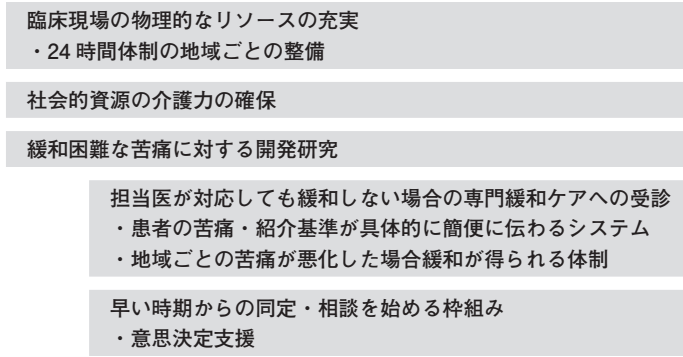 臨床現場の物理的なリソースの充実
・24 時間体制の地域ごとの整備
社会的資源の介護力の確保
緩和困難な苦痛に対する開発研究
担当医が対応しても緩和しない場合の専門緩和ケアへの受診
・患者の苦痛・紹介基準が具体的に簡便に伝わるシステム
・地域ごとの苦痛が悪化した場合緩和が得られる体制
早い時期からの同定・相談を始める枠組み
・意思決定支援